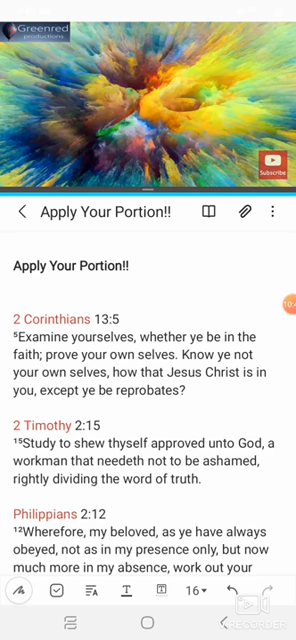 Greenred
productions
Subscribe
Apply Your Portion!!
Apply Your Portion!!
2 Corinthians 13:5
⁵Examine yourselves, whether ye be in the
faith; prove your own selves. Know ye not
your own selves, how that Jesus Christ is in
you, except ye be reprobates?
2 Timothy 2:15
¹⁵Study to shew thyself approved unto God, a
workman that needeth not to be ashamed,
rightly dividing the word of truth.
Philippians 2:12
¹²Wherefore, my beloved, as ye have always
obeyed, not as in my presence only, but now
much more in my absence, work out your
16
RECORDER